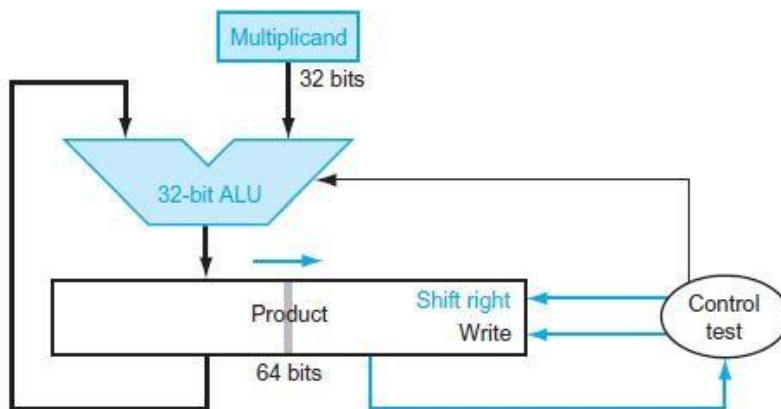 Multiplicand
32 bits
32-bit ALU
Product
Shift right
Write
64 bits
Control
test